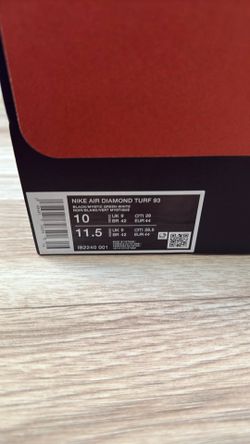 NIKE AIR DIAMOND TURF 93
BLACK/MYSTIC GREEN-WHITE
NOIR/BLANC/VERT MYSTIQUE
10 UK 9 CM 28
BR 42 EUR 44
11.5 UK 9 CM 28.5
BR 42 EUR 44
IB2240 001